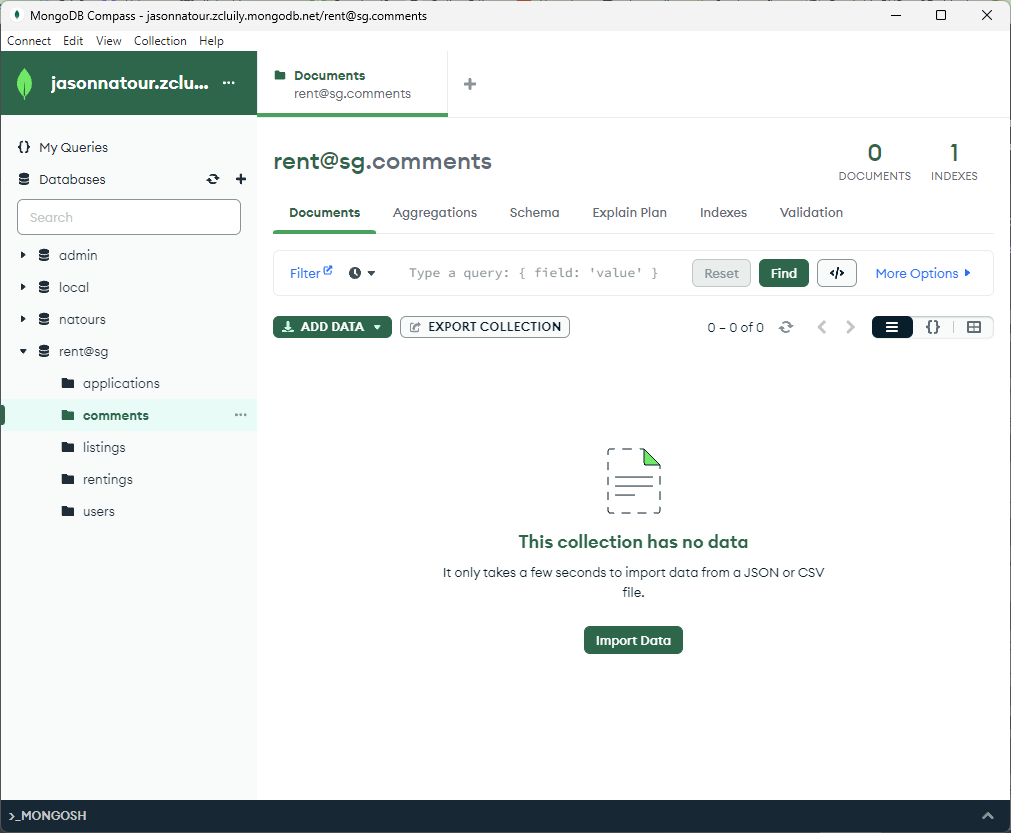 MongoDB Compass - jasonnatour.zcluily.mongodb.net/rent@sg.comments
Connect Edit View Collection Help
jasonnatour.zclu... ...
Documents
rent@sg.comments
+
{} My Queries
Databases
Search
admin
local
natours
rent@sg
applications
comments ...
listings
rentings
users
rent@sg.comments
0
DOCUMENTS
1
INDEXES
Documents Aggregations Schema Explain Plan Indexes Validation
Filter Type a query: { field: 'value' } Reset Find </> More Options
ADD DATA EXPORT COLLECTION 0 – 0 of 0 {}
This collection has no data
It only takes a few seconds to import data from a JSON or CSV
file.
Import Data
>_MONGOSH